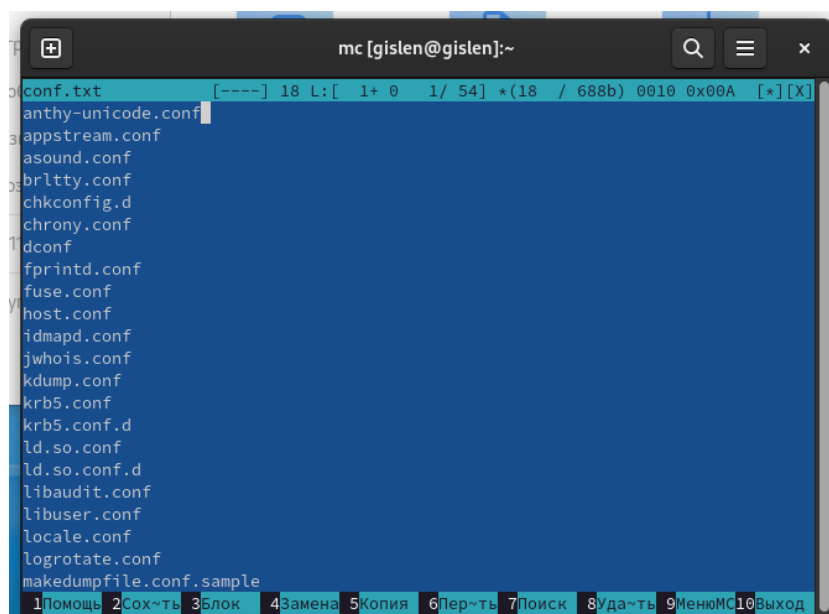 mc [gislen@gislen]:~
conf.txt [----] 18 L:[ 1+ 0 1/ 54] *(18 / 688b) 0010 0x00A [*][X]
anthy-unicode.conf
appstream.conf
asound.conf
brltty.conf
chkconfig.d
chrony.conf
dconf
fprintd.conf
fuse.conf
host.conf
idmapd.conf
jwhois.conf
kdump.conf
krb5.conf
krb5.conf.d
ld.so.conf
ld.so.conf.d
libaudit.conf
libuser.conf
locale.conf
logrotate.conf
makedumpfile.conf.sample
1Помощь 2Сох~ть 3Блок 4Замена 5Копия 6Пер~ть 7Поиск 8Уда~ть 9МенюMC 10Выход